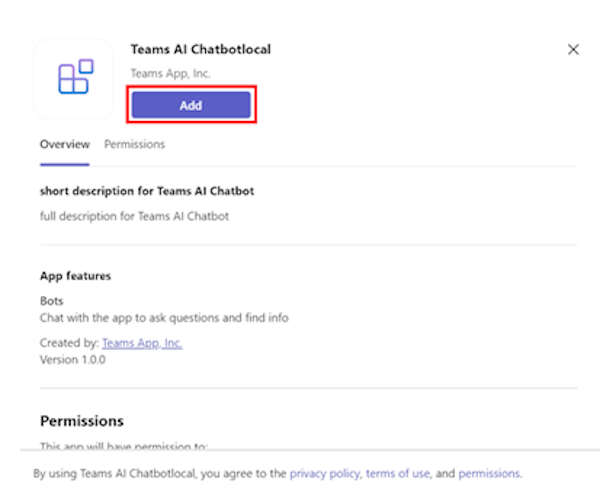 Teams AI Chatbotlocal
Teams App, Inc.
Add
Overview Permissions
short description for Teams AI Chatbot
full description for Teams AI Chatbot
App features
Bots
Chat with the app to ask questions and find info
Created by: Teams App, Inc.
Version 1.0.0
Permissions
This app will have permission to:
By using Teams AI Chatbotlocal, you agree to the privacy policy, terms of use, and permissions.